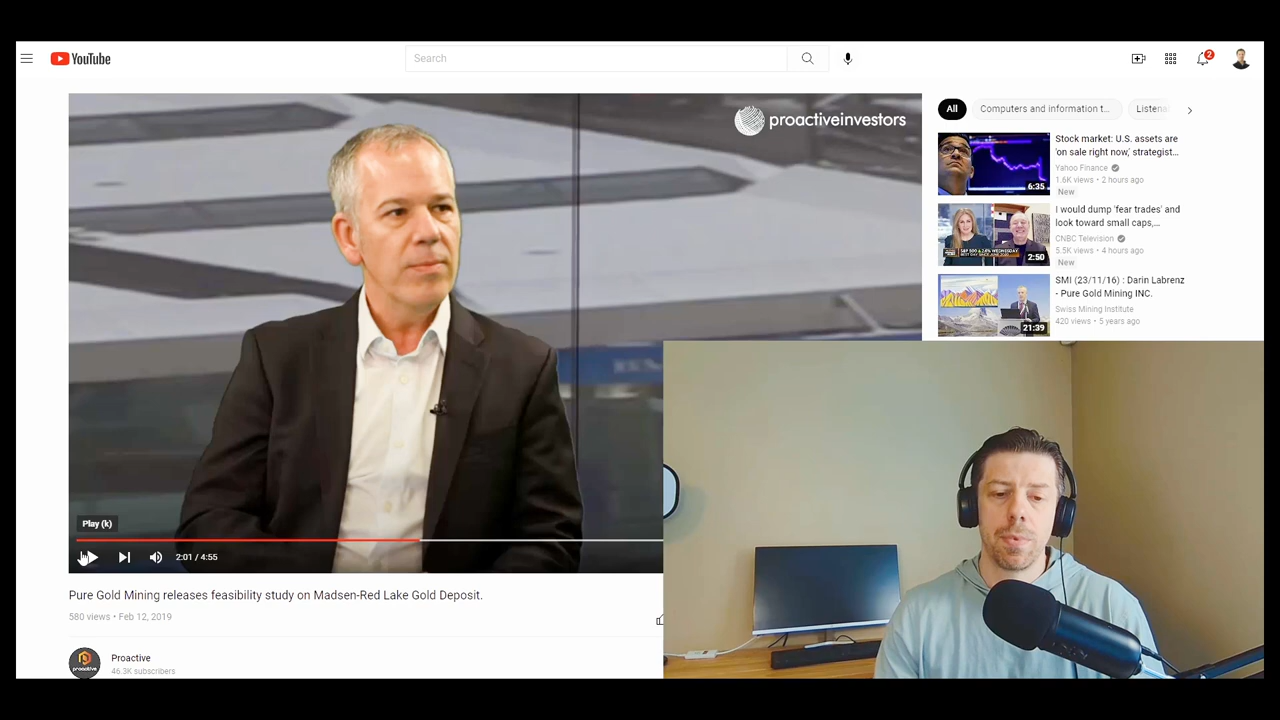 YouTube
Search
2
proactiveinvestors
Play (k)
2:01 / 4:55
Pure Gold Mining releases feasibility study on Madsen-Red Lake Gold Deposit.
580 views • Feb 12, 2019
proactive
Proactive
46.3K subscribers
All
Computers and information t...
Listena
6:35
Stock market: U.S. assets are
'on sale right now,' strategist...
Yahoo Finance
1.6K views • 2 hours ago
New
2:50
I would dump 'fear trades' and
look toward small caps,...
CNBC Television
5.5K views • 4 hours ago
New
21:39
SMI (23/11/16) : Darin Labrenz
- Pure Gold Mining INC.
Swiss Mining Institute
420 views • 5 years ago